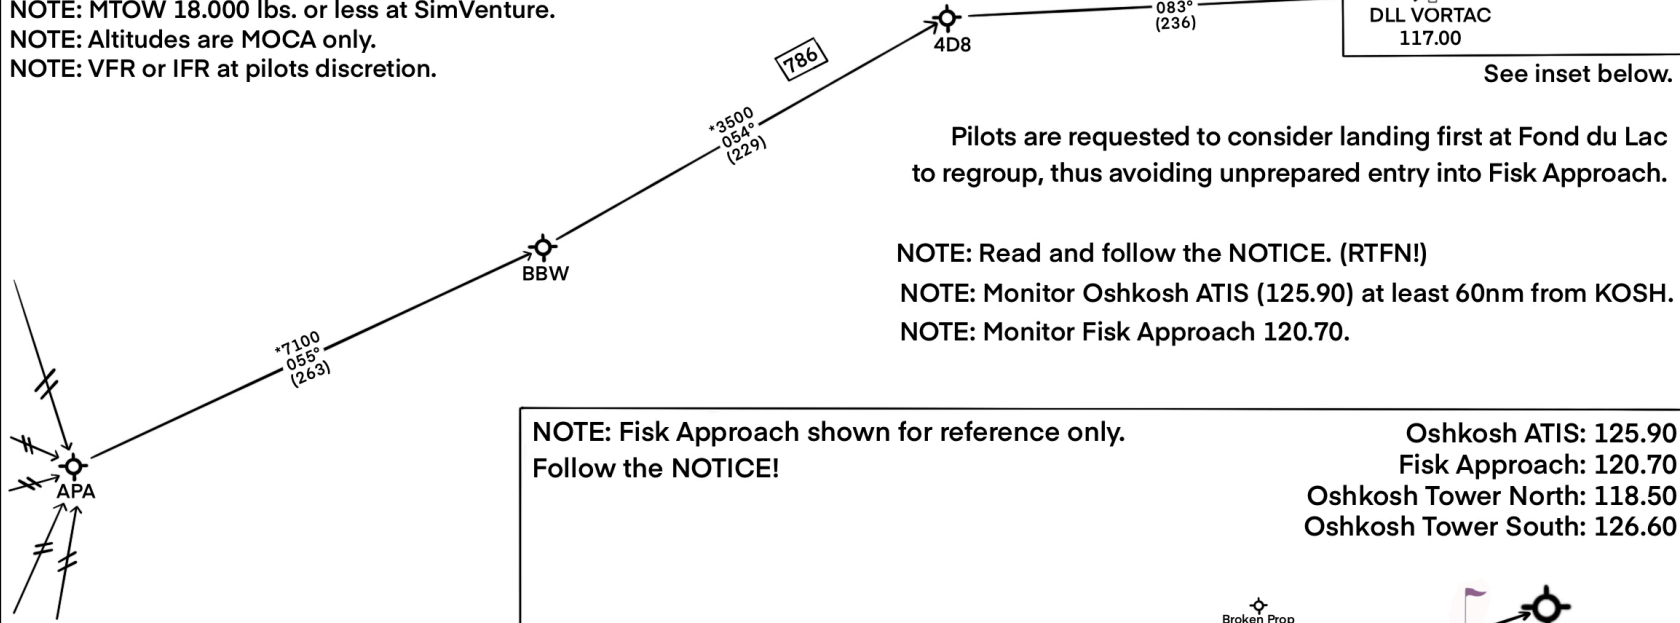 NOTE: MTOW 18.000 lbs. or less at SimVenture.
NOTE: Altitudes are MOCA only.
NOTE: VFR or IFR at pilots discretion.
083°
(236)
4D8
DLL VORTAC
117.00
See inset below.
786
*3500
054°
(229)
Pilots are requested to consider landing first at Fond du Lac
to regroup, thus avoiding unprepared entry into Fisk Approach.
BBW
NOTE: Read and follow the NOTICE. (RTFN!)
NOTE: Monitor Oshkosh ATIS (125.90) at least 60nm from KOSH.
NOTE: Monitor Fisk Approach 120.70.
*7100
055°
(263)
APA
NOTE: Fisk Approach shown for reference only.
Follow the NOTICE!
Oshkosh ATIS: 125.90
Fisk Approach: 120.70
Oshkosh Tower North: 118.50
Oshkosh Tower South: 126.60
Broken Prop